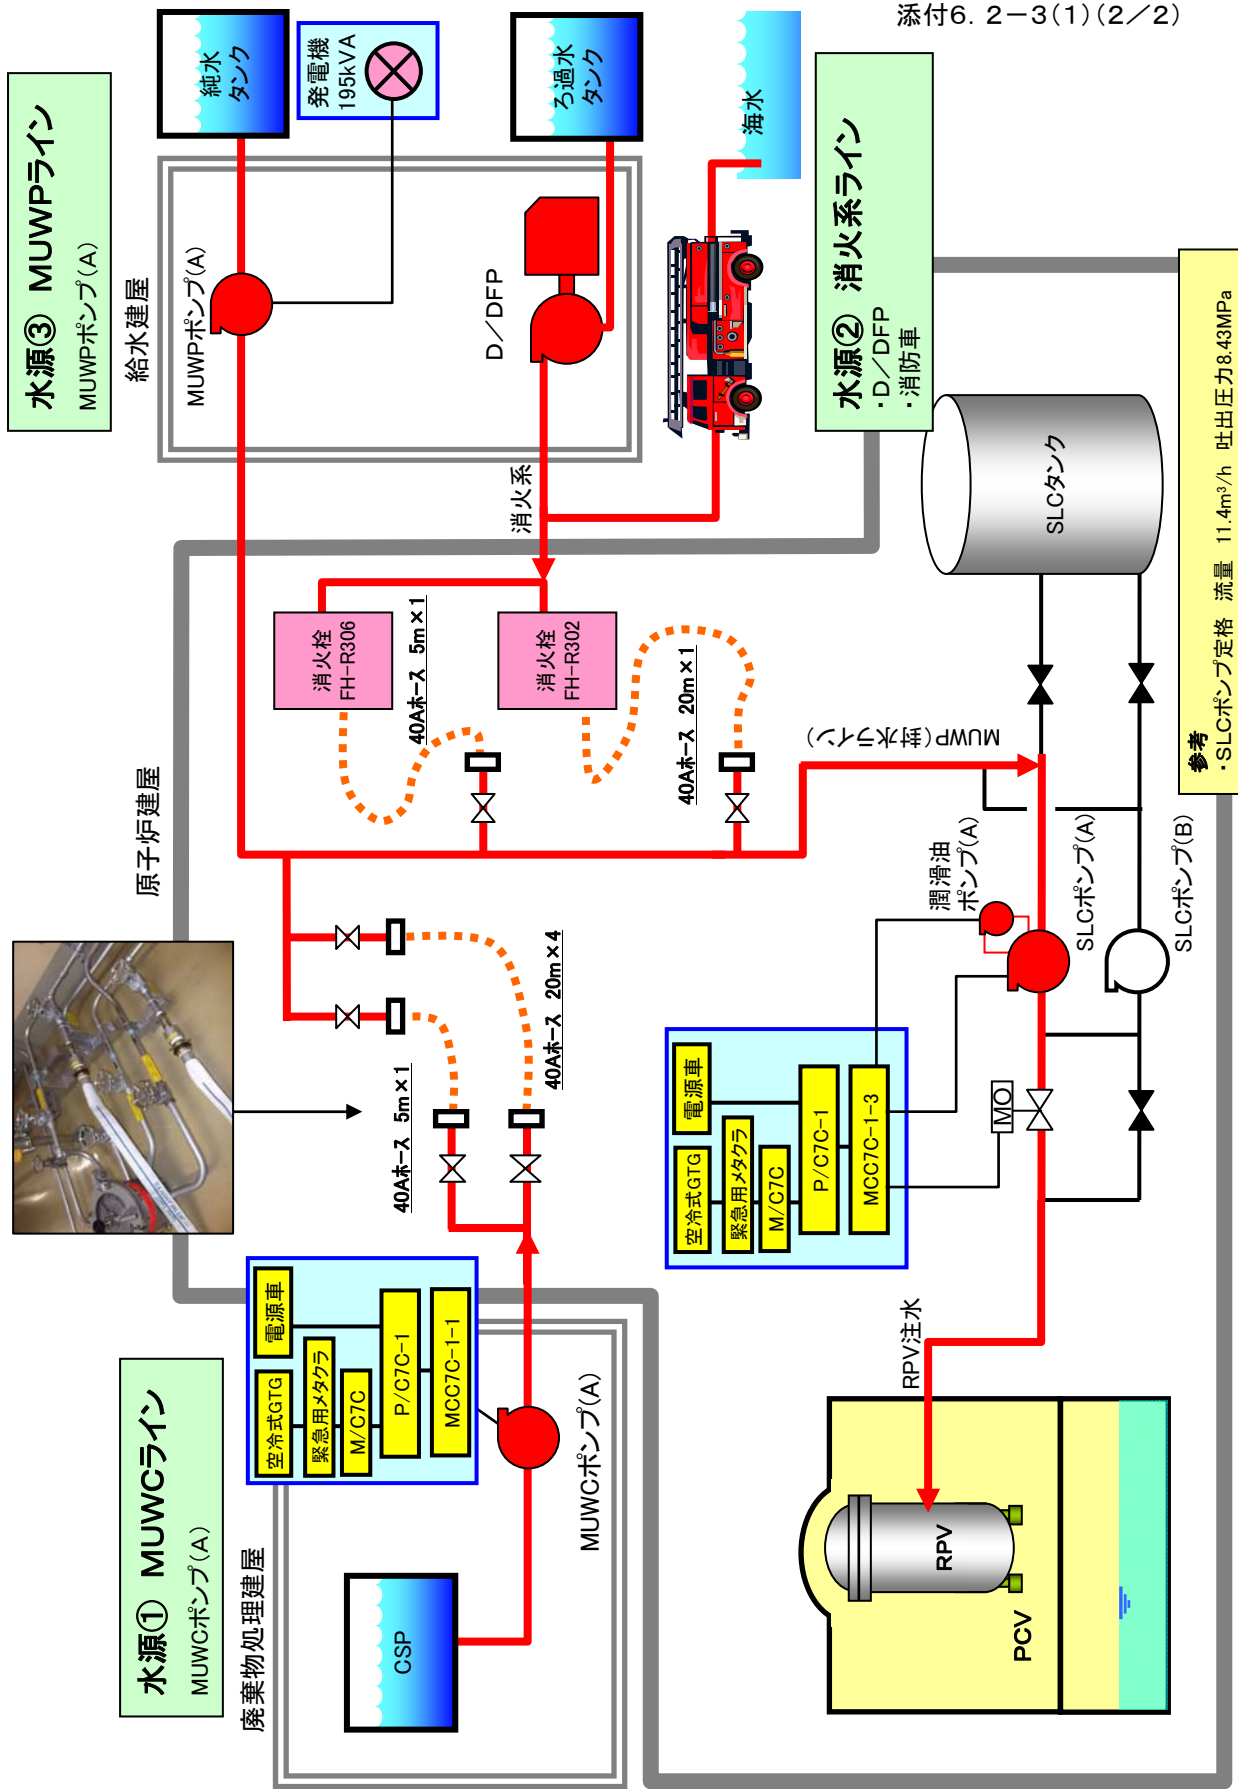 添付6.2-3(1)(2/2)
水源① MUWCライン
MUWCポンプ(A)
水源③ MUWPライン
MUWPポンプ(A)
水源② 消火系ライン
・D/DFP
・消防車
廃棄物処理建屋
原子炉建屋
給水建屋
CSP
MUWCポンプ(A)
空冷式GTG
電源車
緊急用メタクラ
M/C7C
P/C7C-1
MCC7C-1-1
40Aホース 5m×1
40Aホース 20m×4
純水
タンク
発電機
195kVA
MUWPポンプ(A)
ろ過水
タンク
D/DFP
海水
消火系
消火栓
FH-R306
40Aホース 5m×1
消火栓
FH-R302
40Aホース 20m×1
MUWP(封水ライン)
空冷式GTG
電源車
緊急用メタクラ
M/C7C
P/C7C-1
MCC7C-1-3
潤滑油
ポンプ(A)
MO
SLCポンプ(A)
SLCポンプ(B)
SLCタンク
RPV注水
RPV
PCV
参考
・SLCポンプ定格 流量 11.4m³/h 吐出圧力8.43MPa